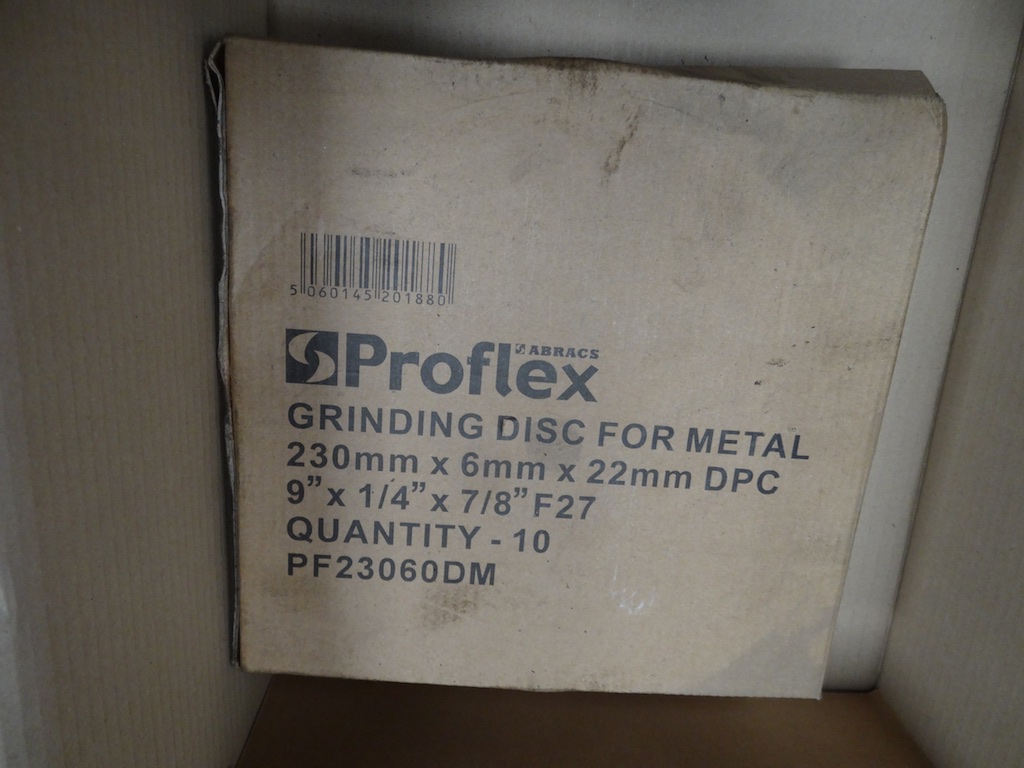 5 060145 201880
Proflex ABRACS
GRINDING DISC FOR METAL
230mm x 6mm x 22mm DPC
9” x 1/4” x 7/8” F27
QUANTITY - 10
PF23060DM